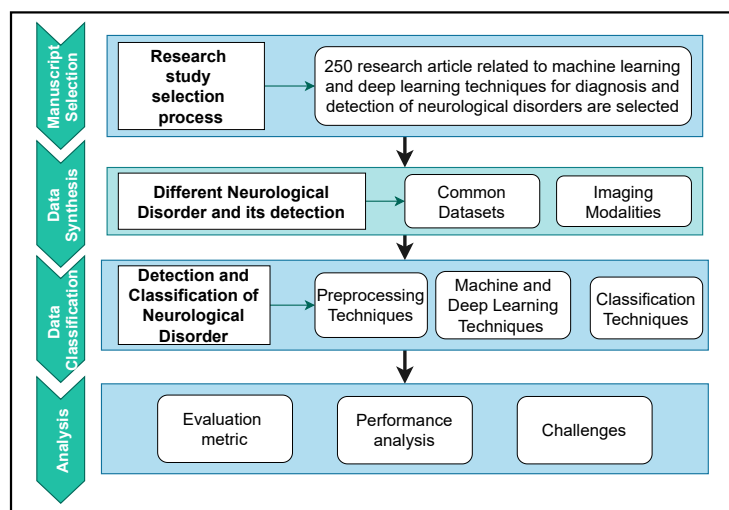 Manuscript
Selection
Research
study
selection
process
250 research article related to machine learning
and deep learning techniques for diagnosis and
detection of neurological disorders are selected
Data
Synthesis
Different Neurological
Disorder and its detection
Common
Datasets
Imaging
Modalities
Data
Classification
Detection and
Classification of
Neurological
Disorder
Preprocessing
Techniques
Machine and
Deep Learning
Techniques
Classification
Techniques
Analysis
Evaluation
metric
Performance
analysis
Challenges